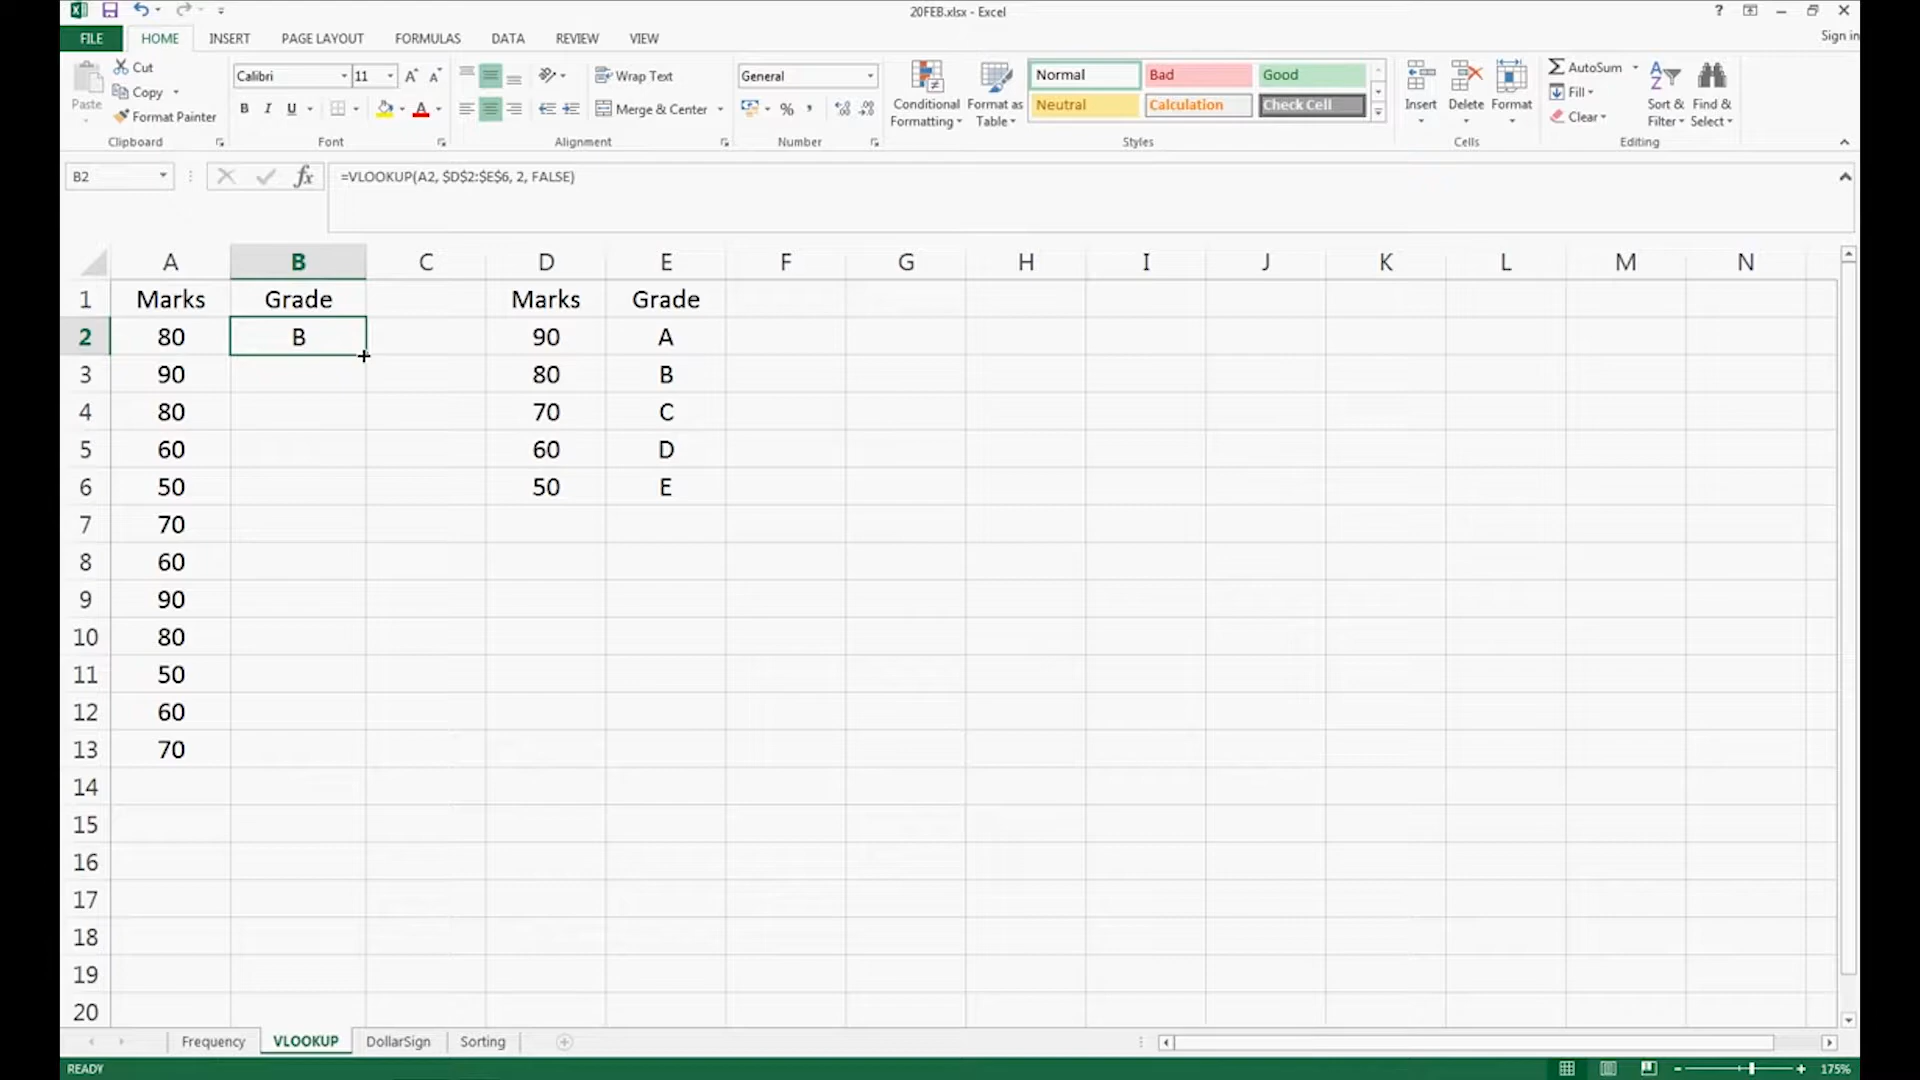 20FEB.xlsx - Excel
? 
Sign in
FILE HOME INSERT PAGE LAYOUT FORMULAS DATA REVIEW VIEW
Paste
Cut
Copy
Format Painter
Clipboard
Calibri 11
B I U
Font
Wrap Text
Merge & Center
Alignment
General
%
Number
Conditional Formatting
Format as Table
Normal Bad Good
Neutral Calculation Check Cell
Styles
Insert Delete Format
Cells
AutoSum
Fill
Clear
Sort & Filter
Find & Select
Editing
B2 fx =VLOOKUP(A2, $D$2:$E$6, 2, FALSE)
A B C D E F G H I J K L M N
1 Marks Grade Marks Grade
2 80 B 90 A
3 90 80 B
4 80 70 C
5 60 60 D
6 50 50 E
7 70
8 60
9 90
10 80
11 50
12 60
13 70
14
15
16
17
18
19
20
Frequency VLOOKUP DollarSign Sorting
READY 175%